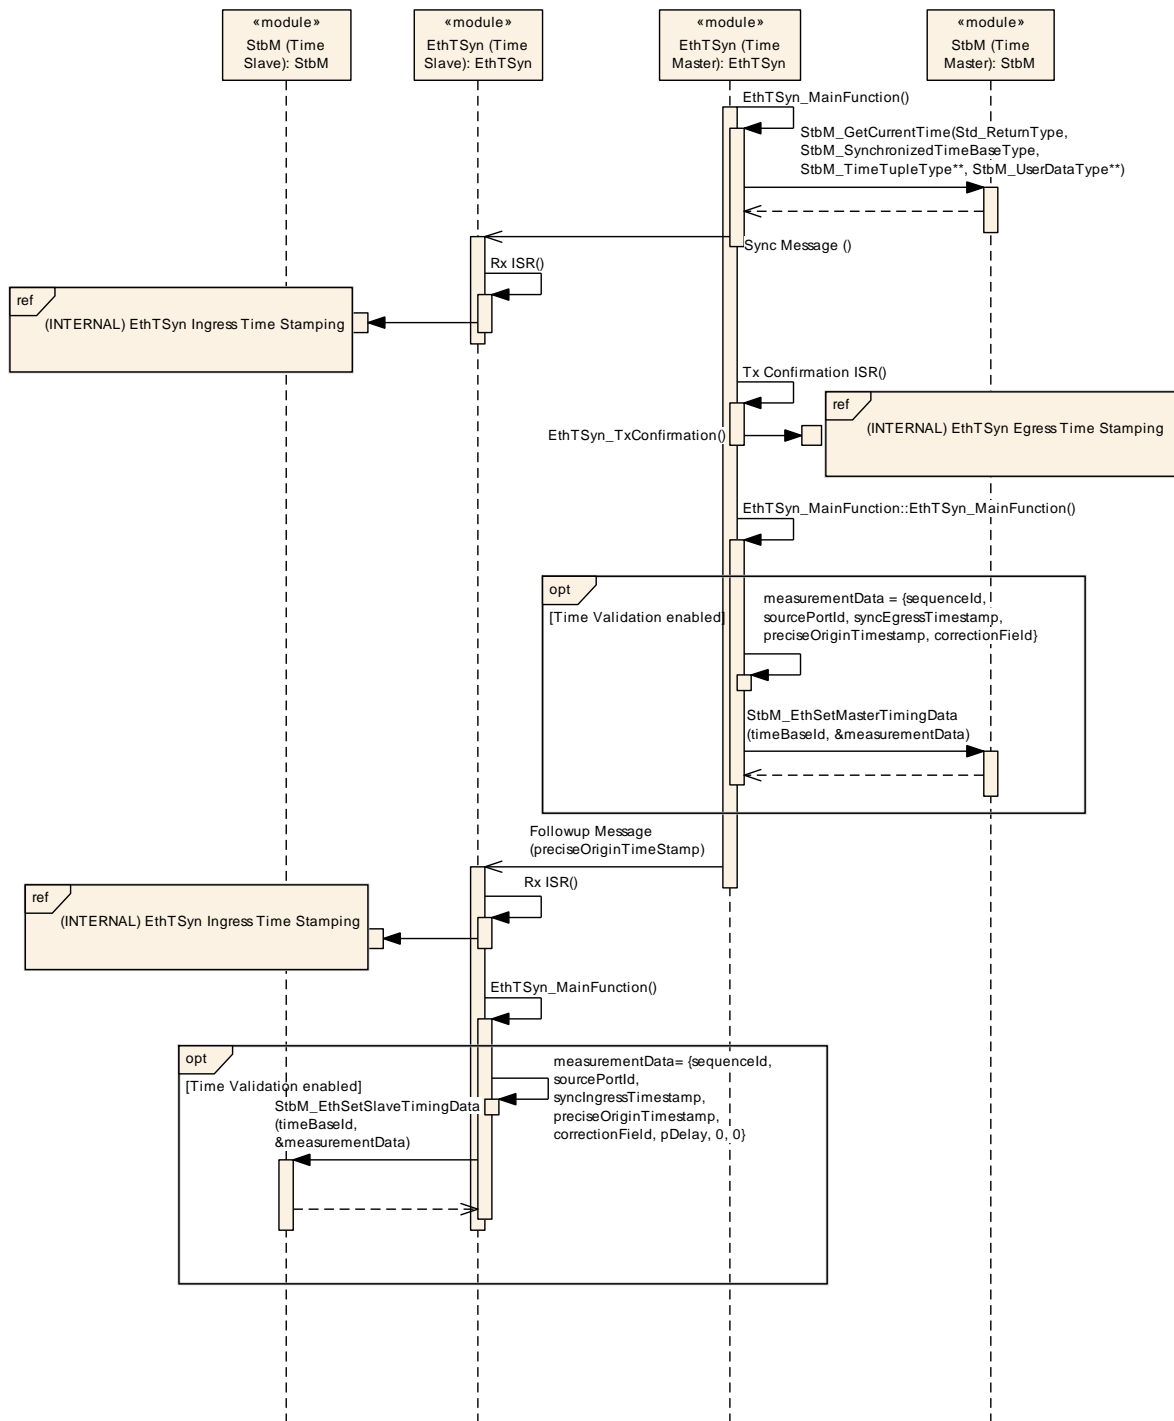 «module»
StbM (Time
Slave): StbM
«module»
EthTSyn (Time
Slave): EthTSyn
«module»
EthTSyn (Time
Master): EthTSyn
«module»
StbM (Time
Master): StbM
EthTSyn_MainFunction()
StbM_GetCurrentTime(Std_ReturnType,
StbM_SynchronizedTimeBaseType,
StbM_TimeTupleType**, StbM_UserDataType**)
Sync Message ()
Rx ISR()
ref
(INTERNAL) EthTSyn Ingress Time Stamping
Tx Confirmation ISR()
ref
(INTERNAL) EthTSyn Egress Time Stamping
EthTSyn_TxConfirmation()
EthTSyn_MainFunction::EthTSyn_MainFunction()
opt
[Time Validation enabled]
measurementData = {sequenceId,
sourcePortId, syncEgressTimestamp,
preciseOriginTimestamp, correctionField}
StbM_EthSetMasterTimingData
(timeBaseId, &measurementData)
Followup Message
(preciseOriginTimeStamp)
Rx ISR()
ref
(INTERNAL) EthTSyn Ingress Time Stamping
EthTSyn_MainFunction()
opt
[Time Validation enabled]
measurementData= {sequenceId,
sourcePortId,
syncIngressTimestamp,
preciseOriginTimestamp,
correctionField, pDelay, 0, 0}
StbM_EthSetSlaveTimingData
(timeBaseId,
&measurementData)